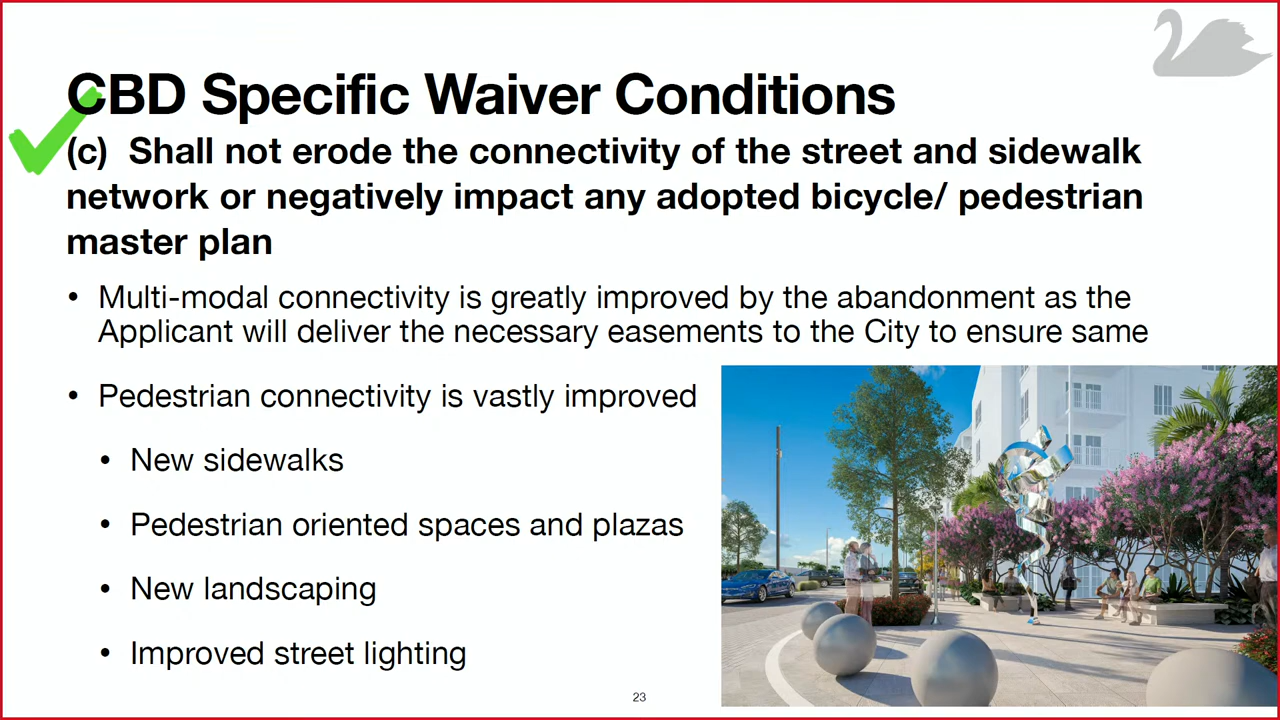 CBD Specific Waiver Conditions
(c) Shall not erode the connectivity of the street and sidewalk
network or negatively impact any adopted bicycle/ pedestrian
master plan
• Multi-modal connectivity is greatly improved by the abandonment as the
Applicant will deliver the necessary easements to the City to ensure same
• Pedestrian connectivity is vastly improved
• New sidewalks
• Pedestrian oriented spaces and plazas
• New landscaping
• Improved street lighting
23